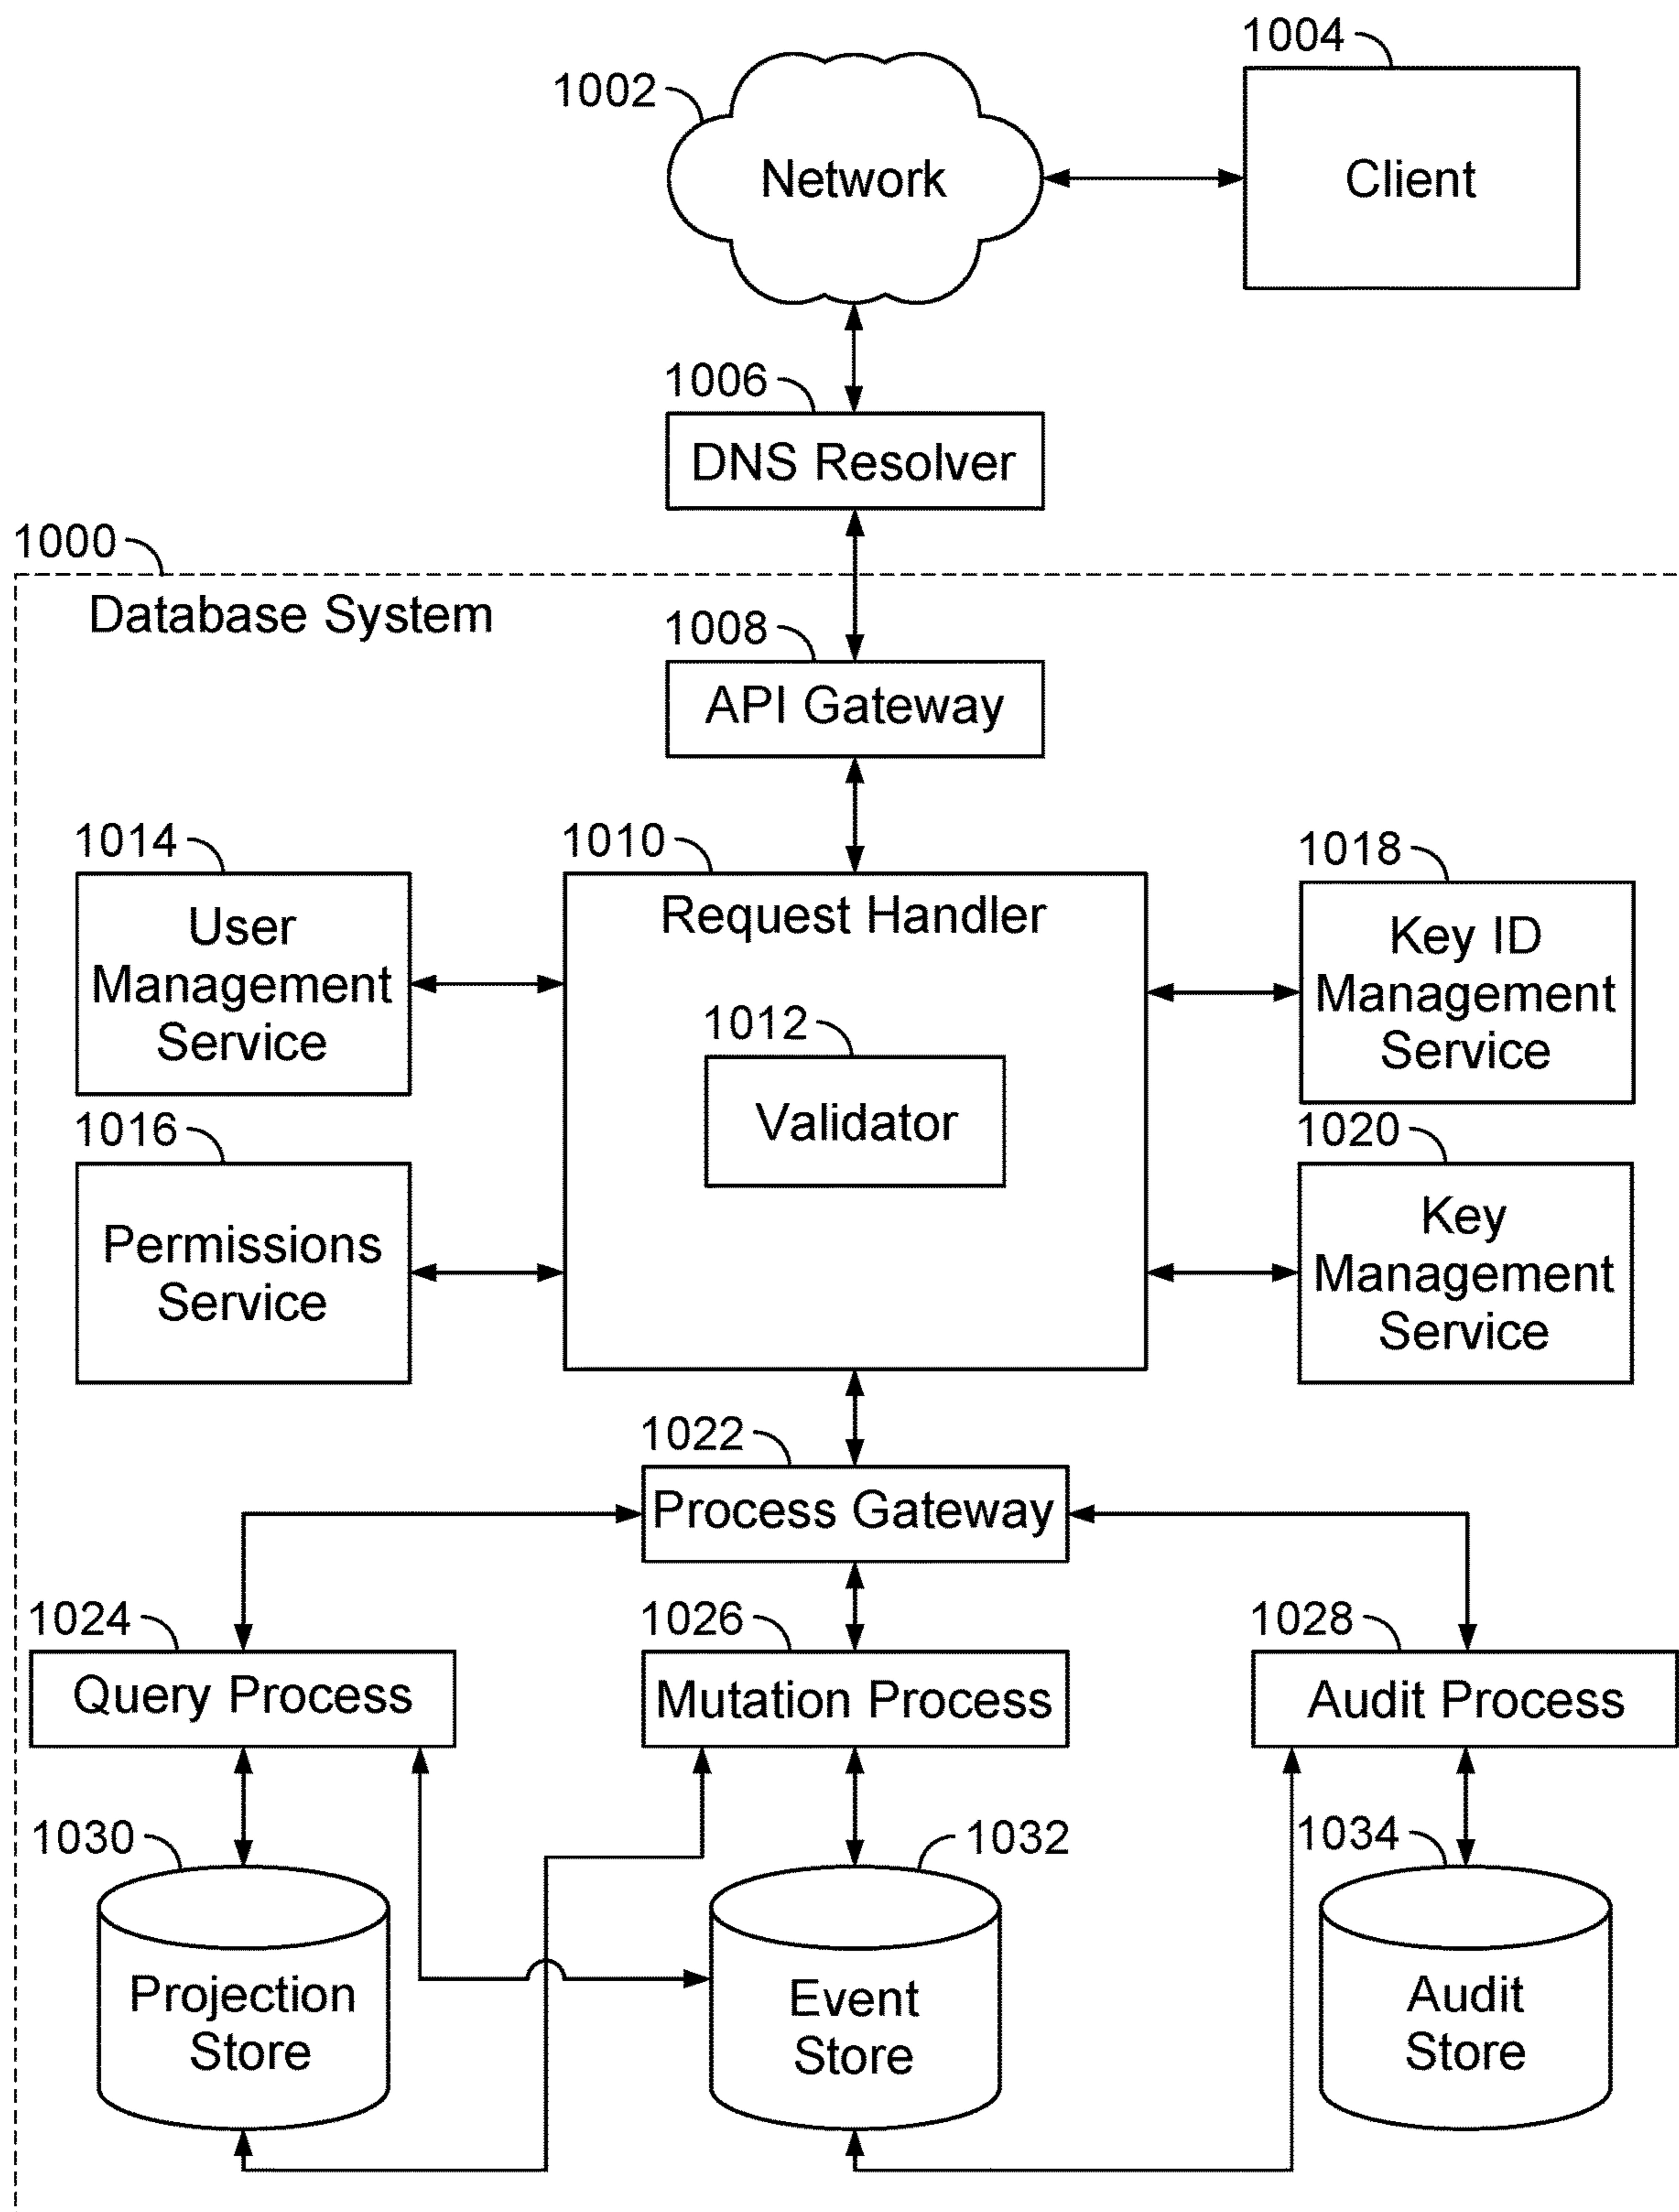 1004
1002
Network
Client
1006
DNS Resolver
1000
Database System
1008
API Gateway
1014
1010
1018
User
Management
Service
Request Handler
Key ID
Management
Service
1012
Validator
1016
1020
Permissions
Service
Key
Management
Service
1022
Process Gateway
1024
1026
1028
Query Process
Mutation Process
Audit Process
1030
1032
1034
Projection
Store
Event
Store
Audit
Store